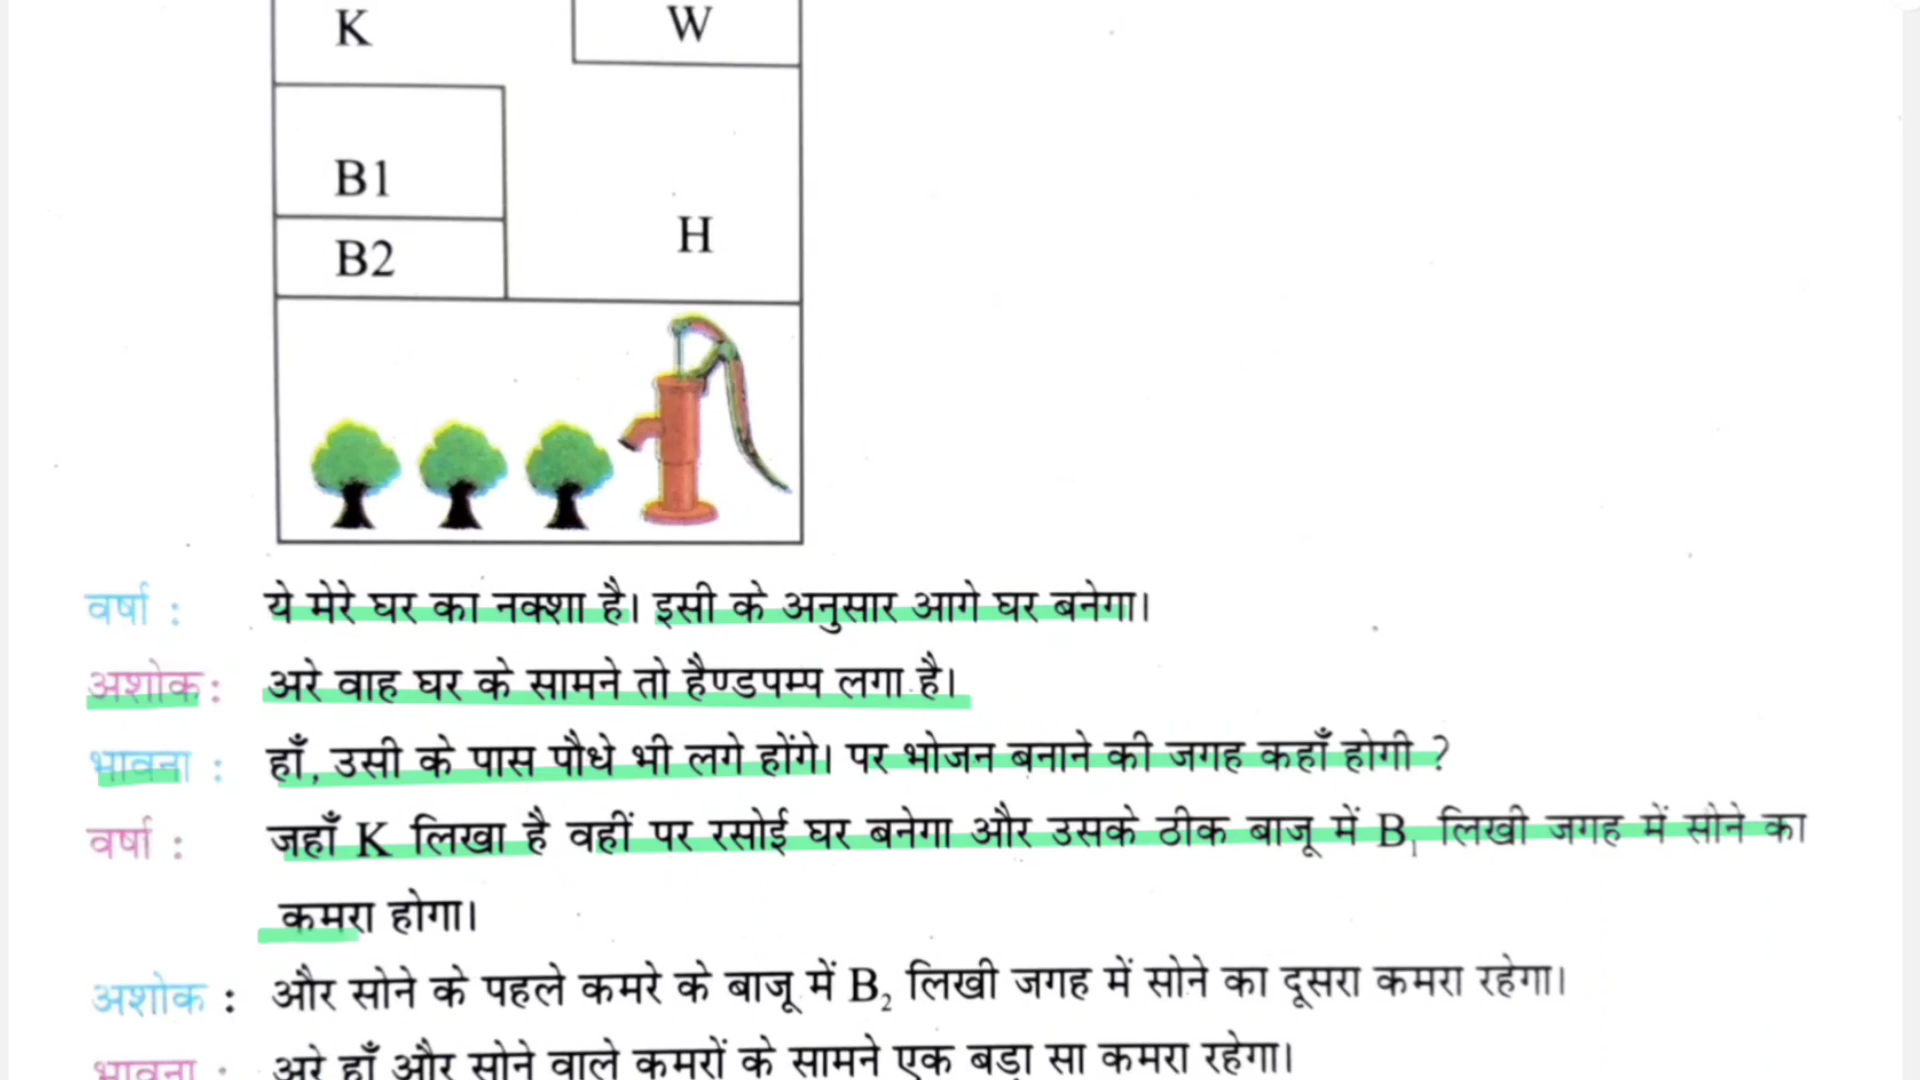 K
W
B1
B2
H
वर्षा : ये मेरे घर का नक्शा है। इसी के अनुसार आगे घर बनेगा।
अशोक : अरे वाह घर के सामने तो हैण्डपम्प लगा है।
भावना : हाँ, उसी के पास पौधे भी लगे होंगे। पर भोजन बनाने की जगह कहाँ होगी ?
वर्षा : जहाँ K लिखा है वहीं पर रसोई घर बनेगा और उसके ठीक बाजू में B₁ लिखी जगह में सोने का
कमरा होगा।
अशोक : और सोने के पहले कमरे के बाजू में B₂ लिखी जगह में सोने का दूसरा कमरा रहेगा।
भावना : अरे हाँ और सोने वाले कमरों के सामने एक बड़ा सा कमरा रहेगा।